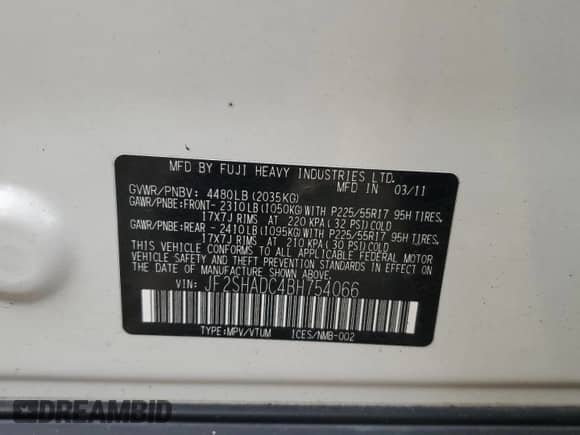 MFD BY FUJI HEAVY INDUSTRIES LTD.
GVWR/PNBV: 4480LB(2035KG) MFD IN 03/11
GAWR/PNBE:FRONT- 2310LB(1050KG)WITH P225/55R17 95H TIRES,
17x7J RIMS AT 220 KPA(32 PSI)COLD
GAWR/PNBE:REAR - 2410LB(1095KG)WITH P225/55R17 95H TIRES,
17x7J RIMS AT 210 KPA(30 PSI)COLD
THIS VEHICLE CONFORMS TO ALL APPLICABLE FEDERAL MOTOR
VEHICLE SAFETY AND THEFT PREVENTION STANDARDS IN EFFECT
ON THE DATE OF MANUFACTURE SHOWN ABOVE.
VIN: JF2SHADC4BH754066
TYPE:MPV/VTUM ICES/NMB-002
DREAMBID